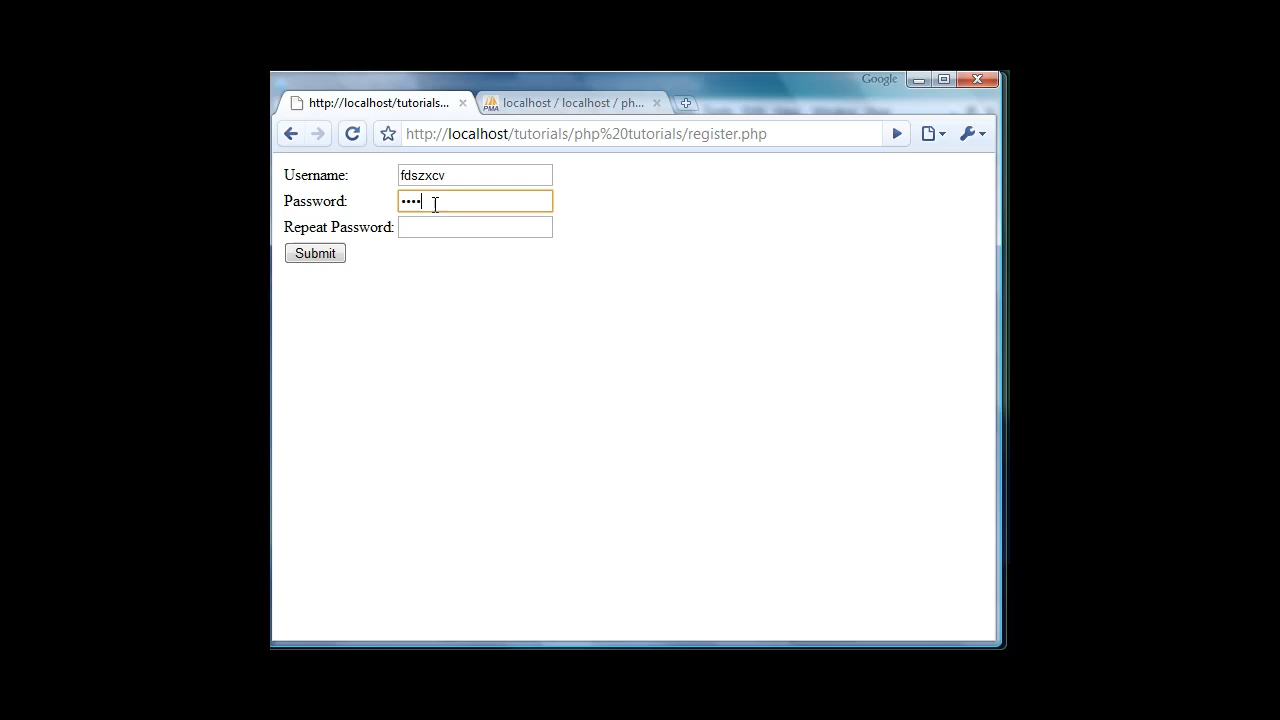 Google
http://localhost/tutorials...
PMA localhost / localhost / ph...
http://localhost/tutorials/php%20tutorials/register.php
Username: fdszxcv
Password: ••••
Repeat Password:
Submit